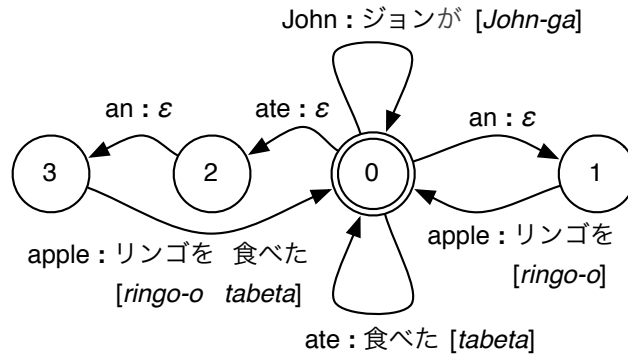 John : ジョンが [John-ga]
an : ε
ate : ε
an : ε
3
2
0
1
apple : リンゴを 食べた
[ringo-o tabeta]
apple : リンゴを
[ringo-o]
ate : 食べた [tabeta]